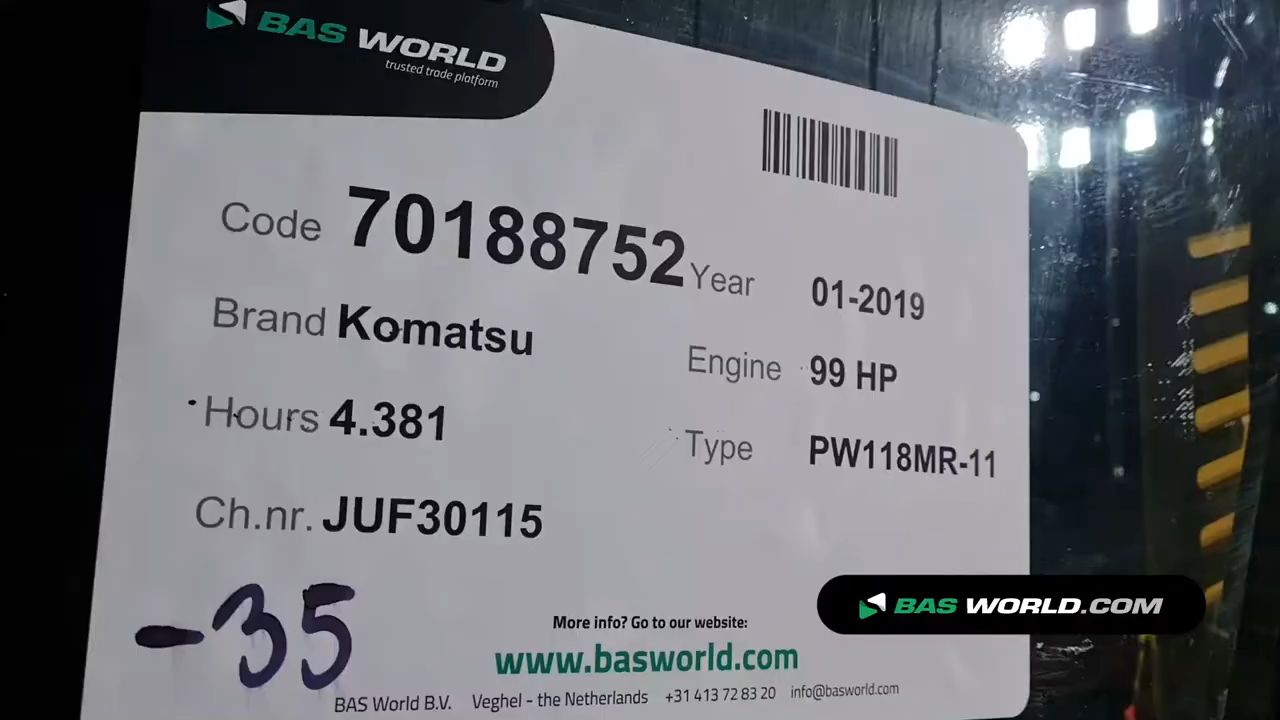 BAS WORLD
trusted trade platform
Code 70188752
Year 01-2019
Brand Komatsu
Engine 99 HP
Hours 4.381
Type PW118MR-11
Ch.nr. JUF30115
-35
More info? Go to our website:
www.basworld.com
BAS World B.V. Veghel - the Netherlands +31 413 72 83 20 info@basworld.com
BAS WORLD.COM